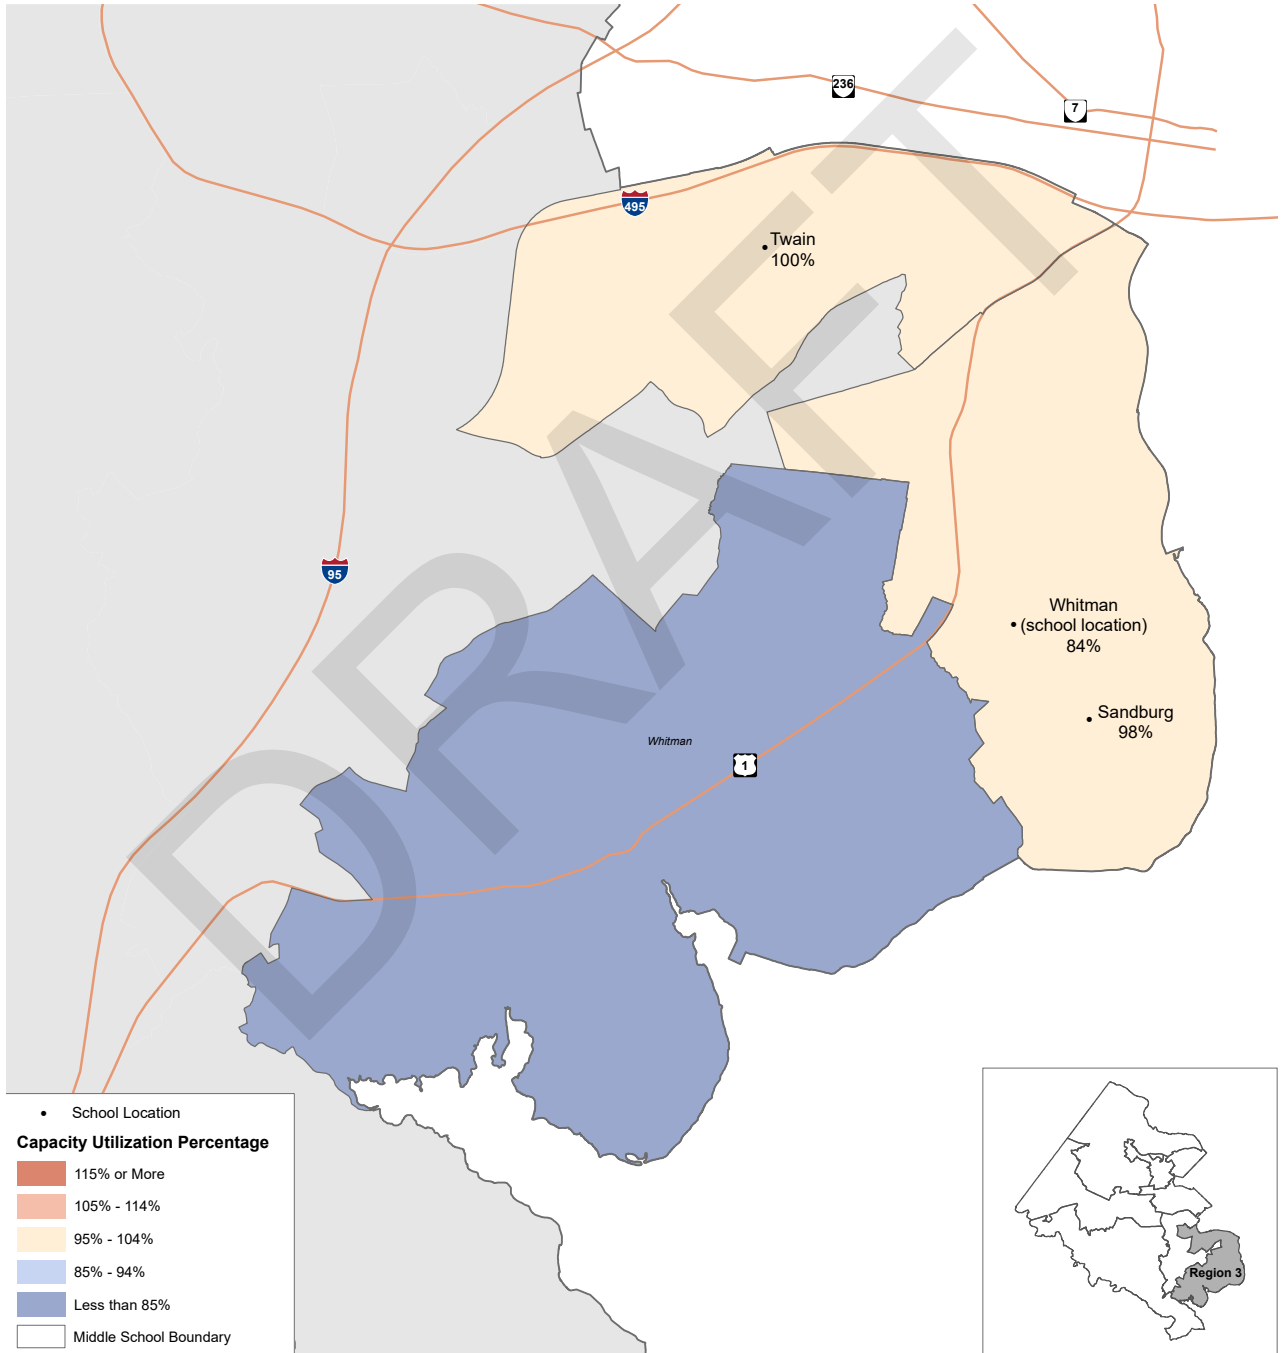 236
7
495
Twain
100%
95
Whitman
(school location)
84%
Sandburg
98%
Whitman
1
DRAFT
School Location
Capacity Utilization Percentage
115% or More
105% - 114%
95% - 104%
85% - 94%
Less than 85%
Middle School Boundary
Region 3